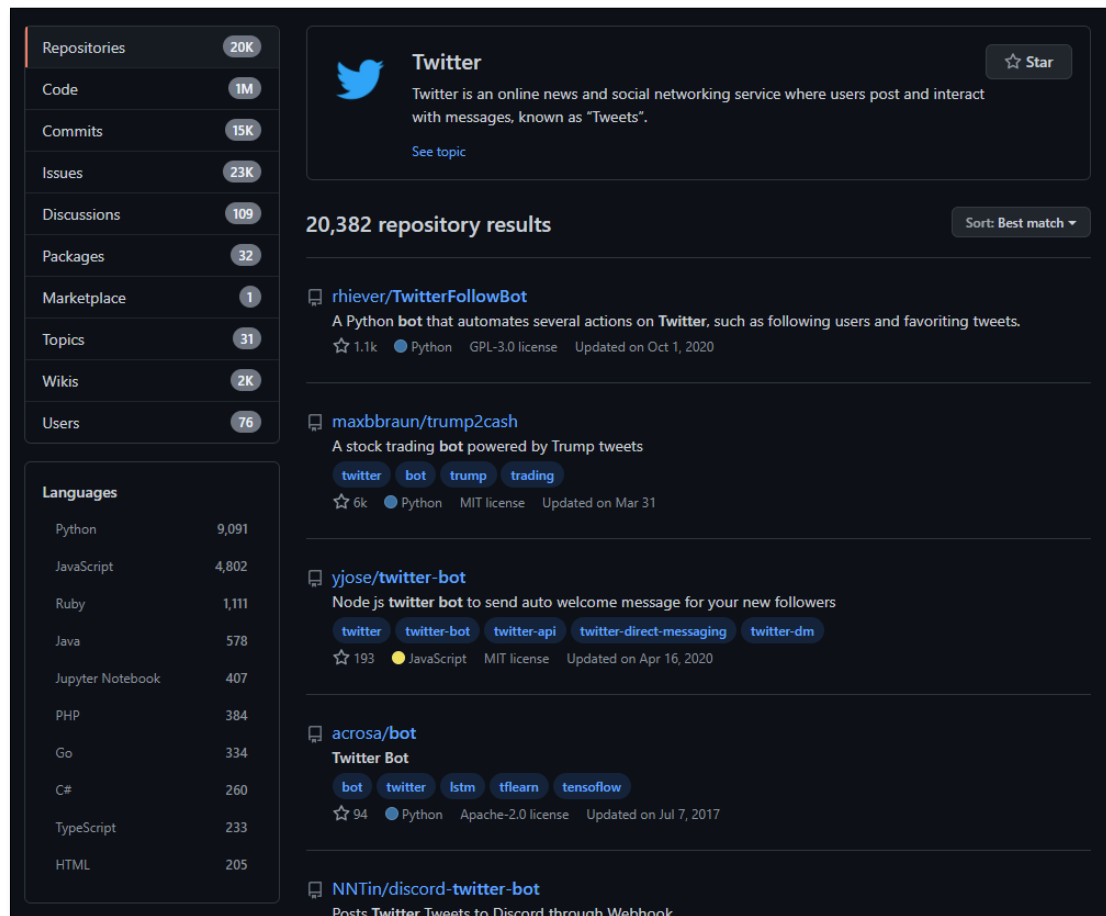 Repositories 20K
Code 1M
Commits 15K
Issues 23K
Discussions 109
Packages 32
Marketplace 1
Topics 31
Wikis 2K
Users 76
Languages
Python 9,091
JavaScript 4,802
Ruby 1,111
Java 578
Jupyter Notebook 407
PHP 384
Go 334
C# 260
TypeScript 233
HTML 205
Twitter
Star
Twitter is an online news and social networking service where users post and interact
with messages, known as "Tweets".
See topic
20,382 repository results
Sort: Best match
rhiever/TwitterFollowBot
A Python bot that automates several actions on Twitter, such as following users and favoriting tweets.
1.1k Python GPL-3.0 license Updated on Oct 1, 2020
maxbbraun/trump2cash
A stock trading bot powered by Trump tweets
twitter bot trump trading
6k Python MIT license Updated on Mar 31
yjose/twitter-bot
Node js twitter bot to send auto welcome message for your new followers
twitter twitter-bot twitter-api twitter-direct-messaging twitter-dm
193 JavaScript MIT license Updated on Apr 16, 2020
acrosa/bot
Twitter Bot
bot twitter lstm tflearn tensoflow
94 Python Apache-2.0 license Updated on Jul 7, 2017
NNTin/discord-twitter-bot
Posts Twitter Tweets to Discord through Webhook